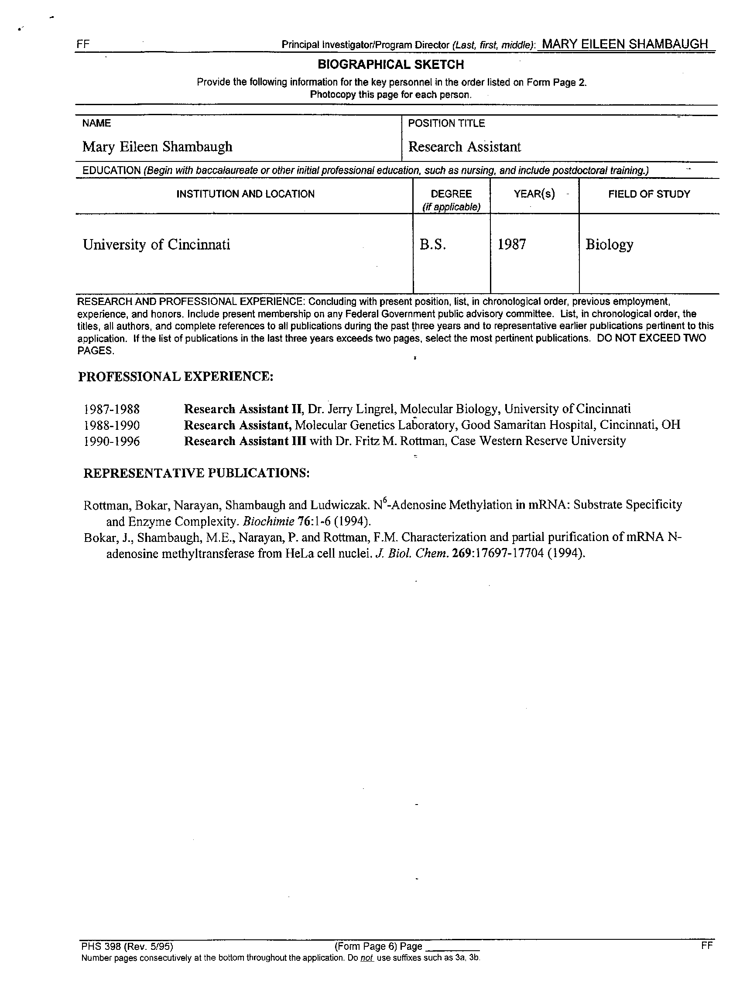 FF Principal Investigator/Program Director (Last, first, middle): MARY EILEEN SHAMBAUGH
BIOGRAPHICAL SKETCH
Provide the following information for the key personnel in the order listed on Form Page 2.
Photocopy this page for each person.
NAME POSITION TITLE
Mary Eileen Shambaugh Research Assistant
EDUCATION (Begin with baccalaureate or other initial professional education, such as nursing, and include postdoctoral training.)
INSTITUTION AND LOCATION DEGREE (if applicable) YEAR(s) FIELD OF STUDY
University of Cincinnati B.S. 1987 Biology
RESEARCH AND PROFESSIONAL EXPERIENCE: Concluding with present position, list, in chronological order, previous employment,
experience, and honors. Include present membership on any Federal Government public advisory committee. List, in chronological order, the
titles, all authors, and complete references to all publications during the past three years and to representative earlier publications pertinent to this
application. If the list of publications in the last three years exceeds two pages, select the most pertinent publications. DO NOT EXCEED TWO
PAGES.
PROFESSIONAL EXPERIENCE:
1987-1988 Research Assistant II, Dr. Jerry Lingrel, Molecular Biology, University of Cincinnati
1988-1990 Research Assistant, Molecular Genetics Laboratory, Good Samaritan Hospital, Cincinnati, OH
1990-1996 Research Assistant III with Dr. Fritz M. Rottman, Case Western Reserve University
REPRESENTATIVE PUBLICATIONS:
Rottman, Bokar, Narayan, Shambaugh and Ludwiczak. N⁶-Adenosine Methylation in mRNA: Substrate Specificity
and Enzyme Complexity. Biochimie 76:1-6 (1994).
Bokar, J., Shambaugh, M.E., Narayan, P. and Rottman, F.M. Characterization and partial purification of mRNA N-
adenosine methyltransferase from HeLa cell nuclei. J. Biol. Chem. 269:17697-17704 (1994).
PHS 398 (Rev. 5/95) (Form Page 6) Page ________ FF
Number pages consecutively at the bottom throughout the application. Do not use suffixes such as 3a, 3b.